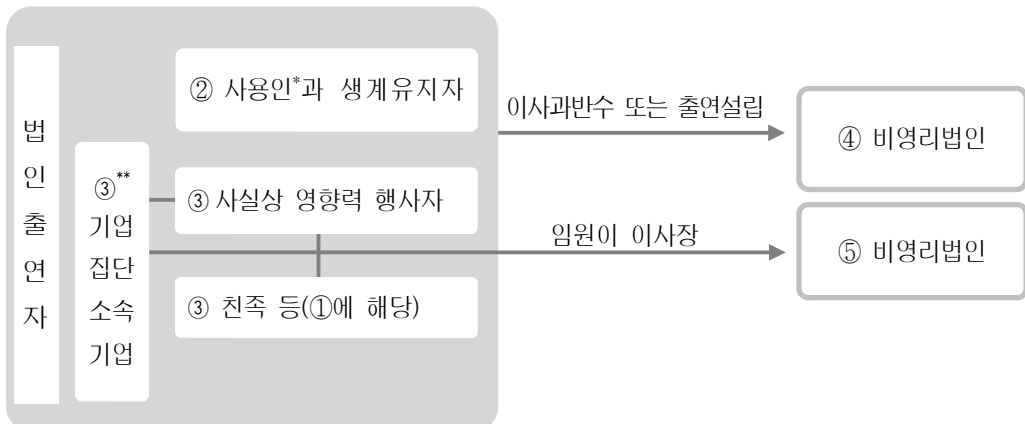 법
인
출
연
자
② 사용인*과 생계유지자
③**
기업
집단
소속
기업
③ 사실상 영향력 행사자
③ 친족 등(①에 해당)
이사과반수 또는 출연설립
④ 비영리법인
임원이 이사장
⑤ 비영리법인